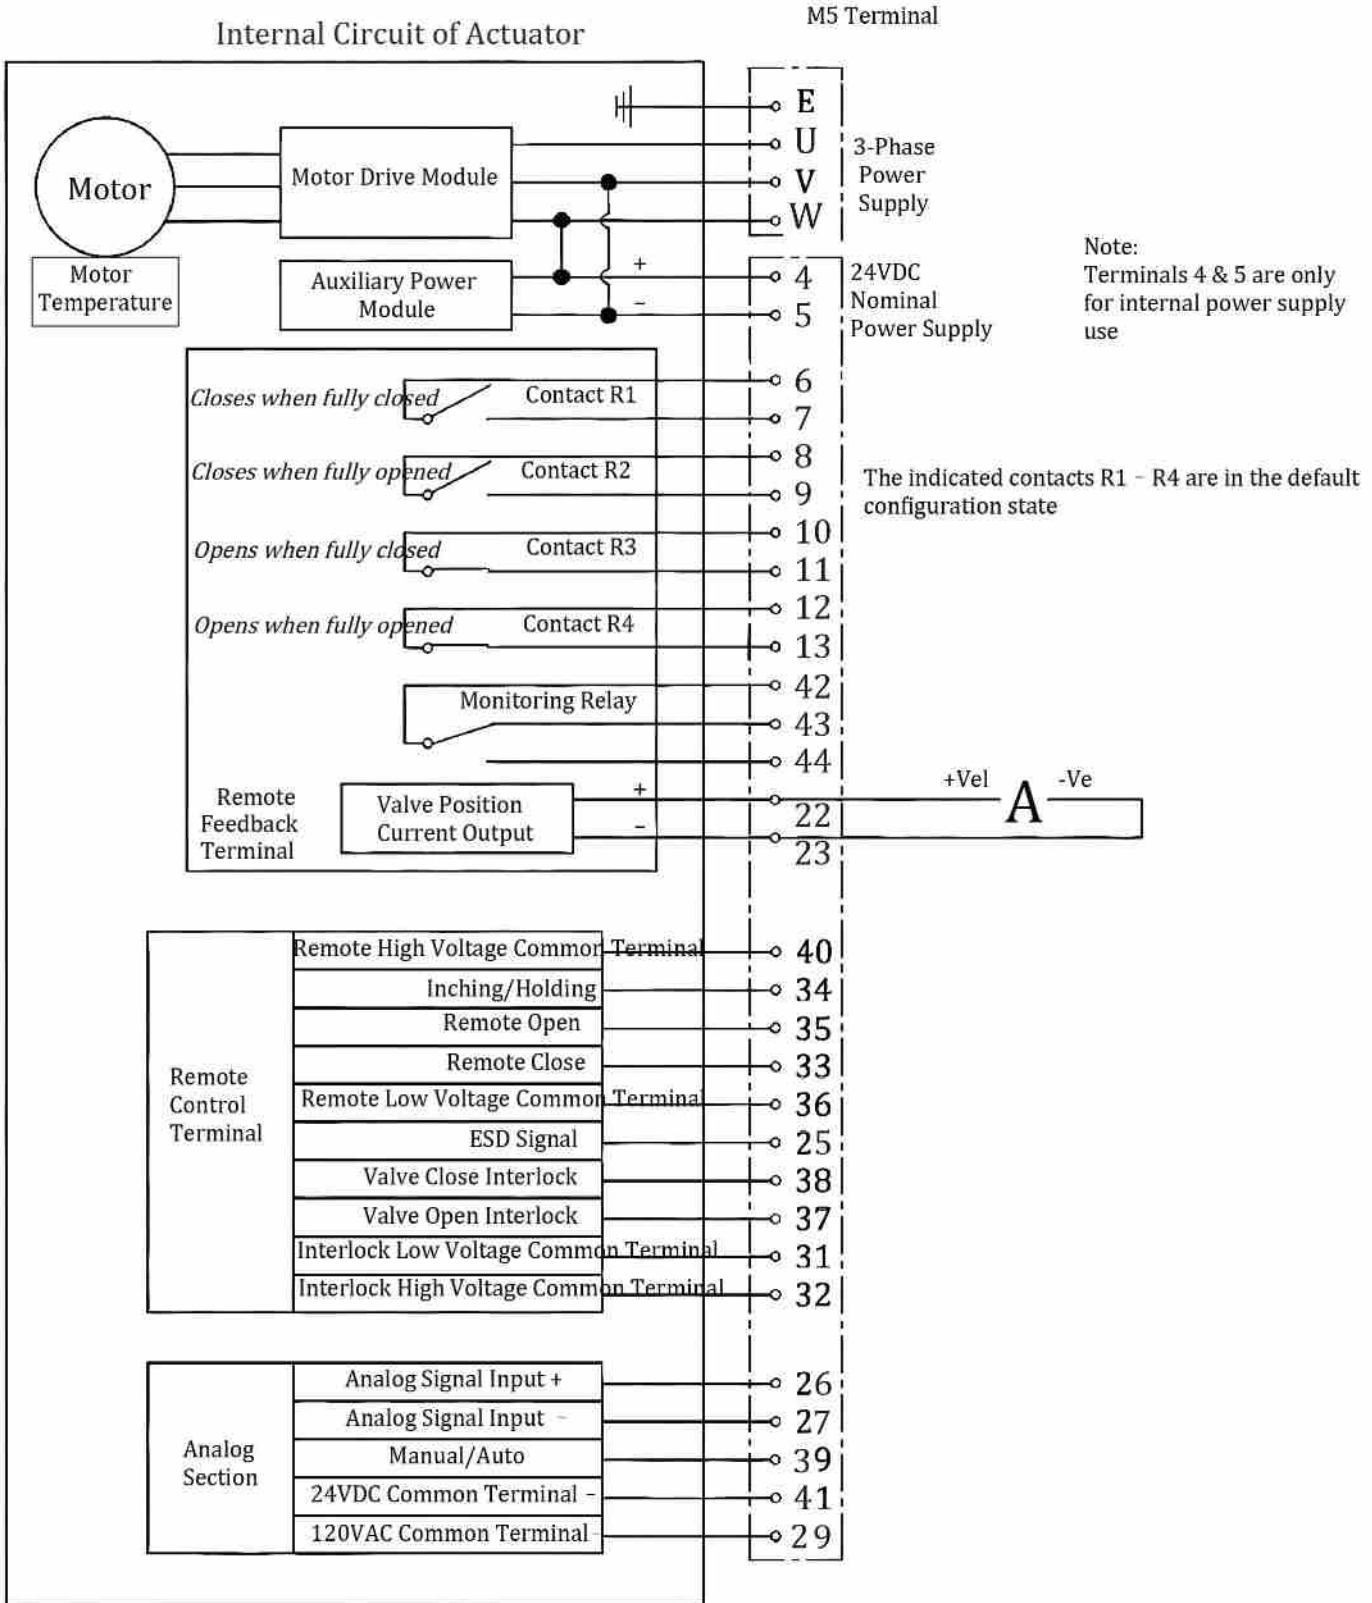 M5 Terminal
Internal Circuit of Actuator
E
U
V
W
3-Phase
Power
Supply
Motor
Motor Drive Module
Motor
Temperature
Auxiliary Power
Module
+
−
4
5
24VDC
Nominal
Power Supply
Note:
Terminals 4 & 5 are only
for internal power supply
use
Closes when fully closed
Contact R1
6
7
Closes when fully opened
Contact R2
8
9
The indicated contacts R1 - R4 are in the default
configuration state
Opens when fully closed
Contact R3
10
11
Opens when fully opened
Contact R4
12
13
Monitoring Relay
42
43
44
Remote
Feedback
Terminal
Valve Position
Current Output
+
−
22
23
+Vel
A
-Ve
Remote
Control
Terminal
Remote High Voltage Common Terminal
40
Inching/Holding
34
Remote Open
35
Remote Close
33
Remote Low Voltage Common Terminal
36
ESD Signal
25
Valve Close Interlock
38
Valve Open Interlock
37
Interlock Low Voltage Common Terminal
31
Interlock High Voltage Common Terminal
32
Analog
Section
Analog Signal Input +
26
Analog Signal Input -
27
Manual/Auto
39
24VDC Common Terminal -
41
120VAC Common Terminal -
29